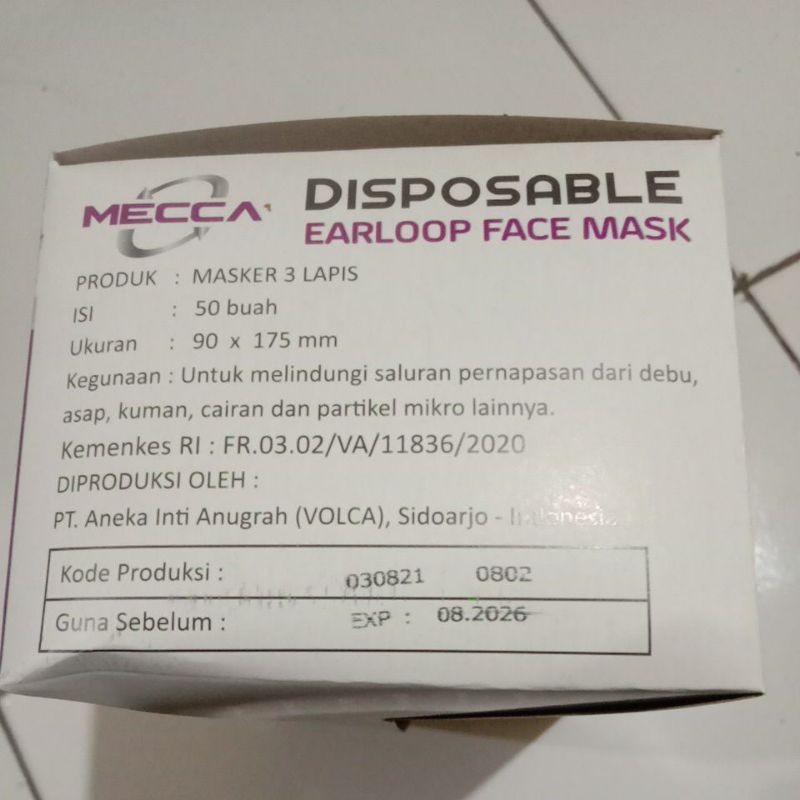 MECCA
DISPOSABLE
EARLOOP FACE MASK
PRODUK : MASKER 3 LAPIS
ISI : 50 buah
Ukuran : 90 x 175 mm
Kegunaan : Untuk melindungi saluran pernapasan dari debu,
asap, kuman, cairan dan partikel mikro lainnya.
Kemenkes RI : FR.03.02/VA/11836/2020
DIPRODUKSI OLEH :
PT. Aneka Inti Anugrah (VOLCA), Sidoarjo - Indonesia
Kode Produksi : 030821 0802
Guna Sebelum : EXP : 08.2026